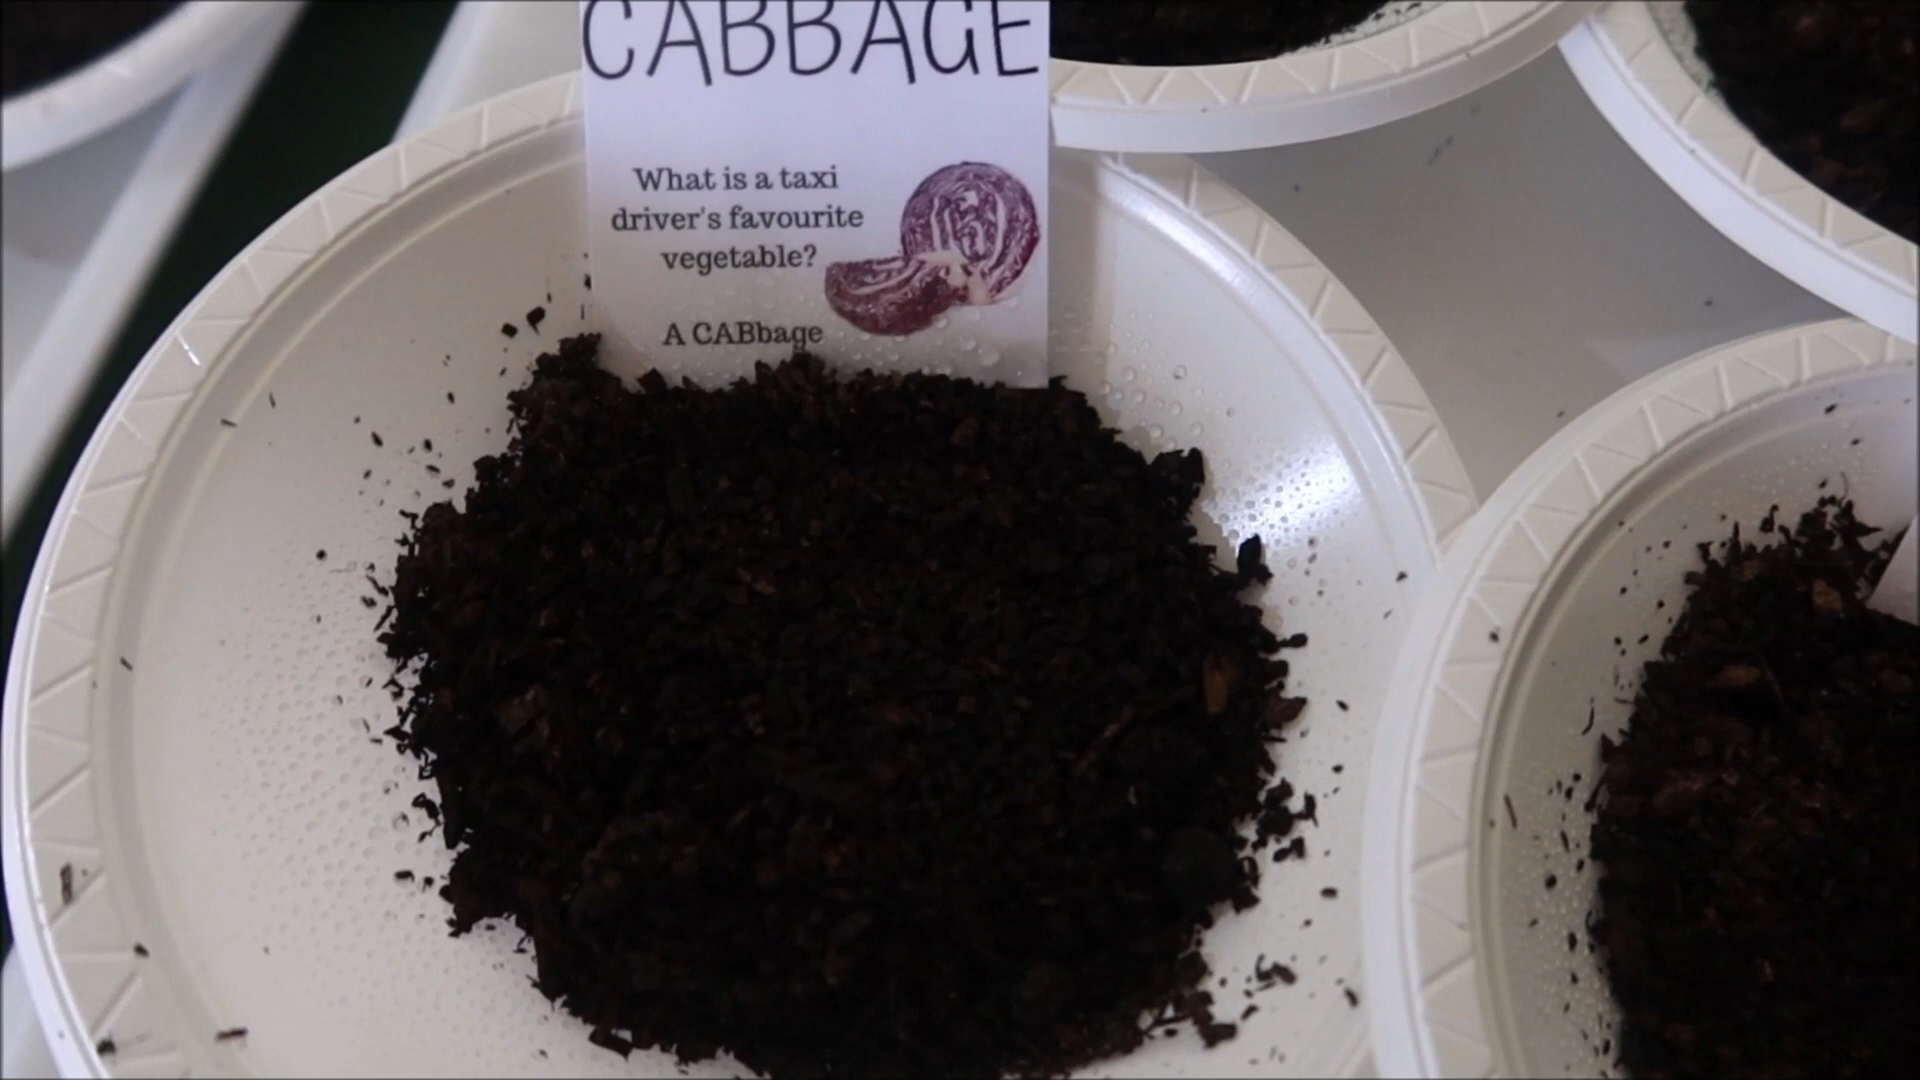 CABBAGE
What is a taxi
driver's favourite
vegetable?
A CABbage